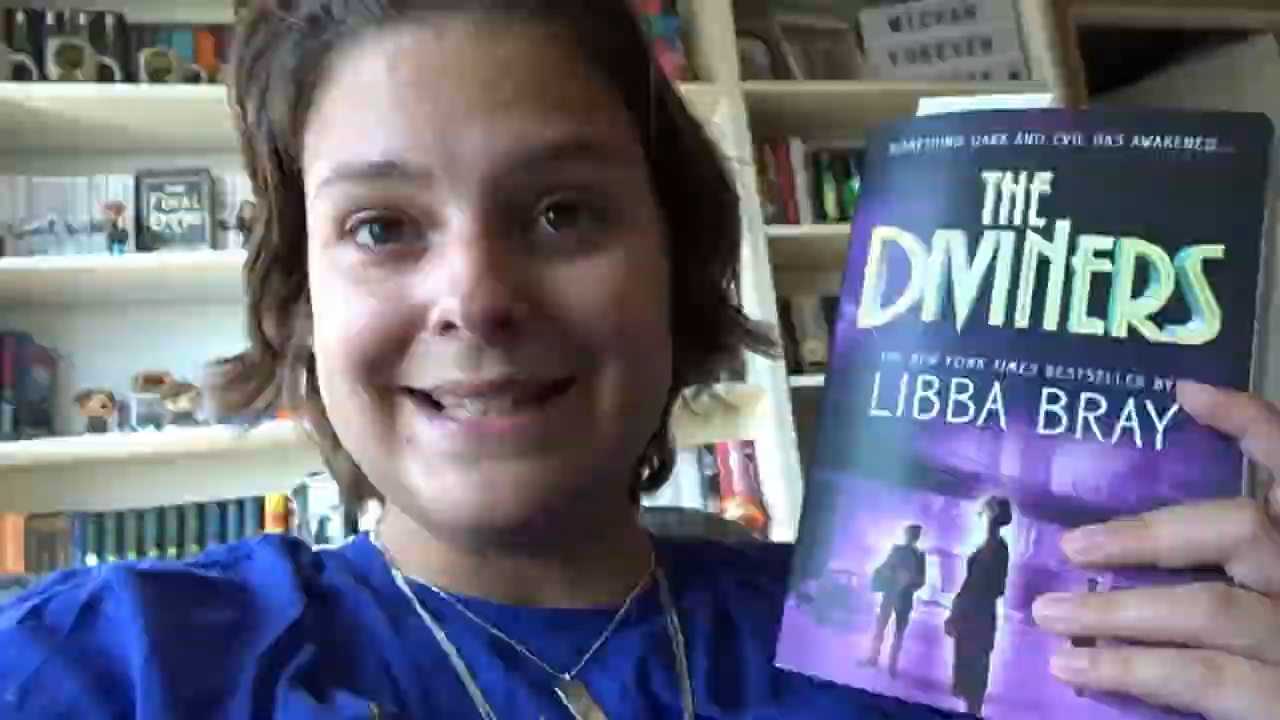 SOMETHING DARK AND EVIL HAS AWAKENED...
THE
DIVINERS
THE NEW YORK TIMES BESTSELLER BY
LIBBA BRAY